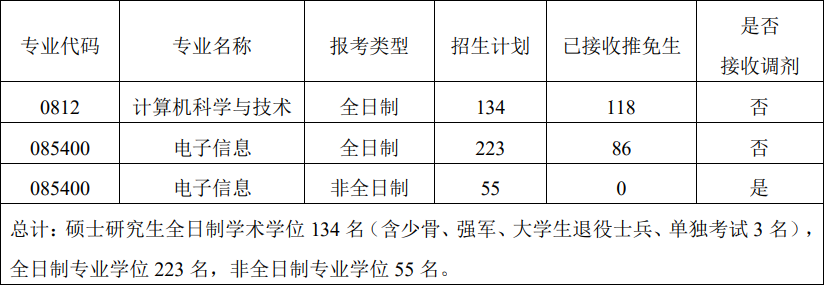 专业代码 专业名称 报考类型 招生计划 已接收推免生 是否接收调剂
0812 计算机科学与技术 全日制 134 118 否
085400 电子信息 全日制 223 86 否
085400 电子信息 非全日制 55 0 是
总计：硕士研究生全日制学术学位 134 名（含少骨、强军、大学生退役士兵、单独考试 3 名），
全日制专业学位 223 名，非全日制专业学位 55 名。